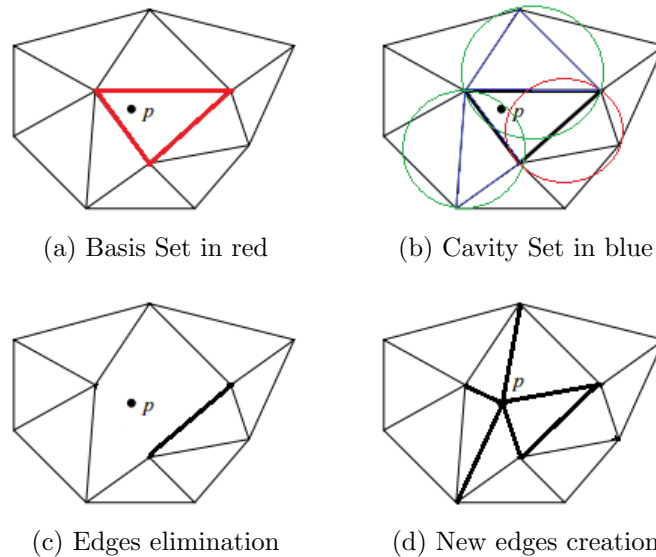 p
p
(a) Basis Set in red
(b) Cavity Set in blue
p
p
(c) Edges elimination
(d) New edges creation